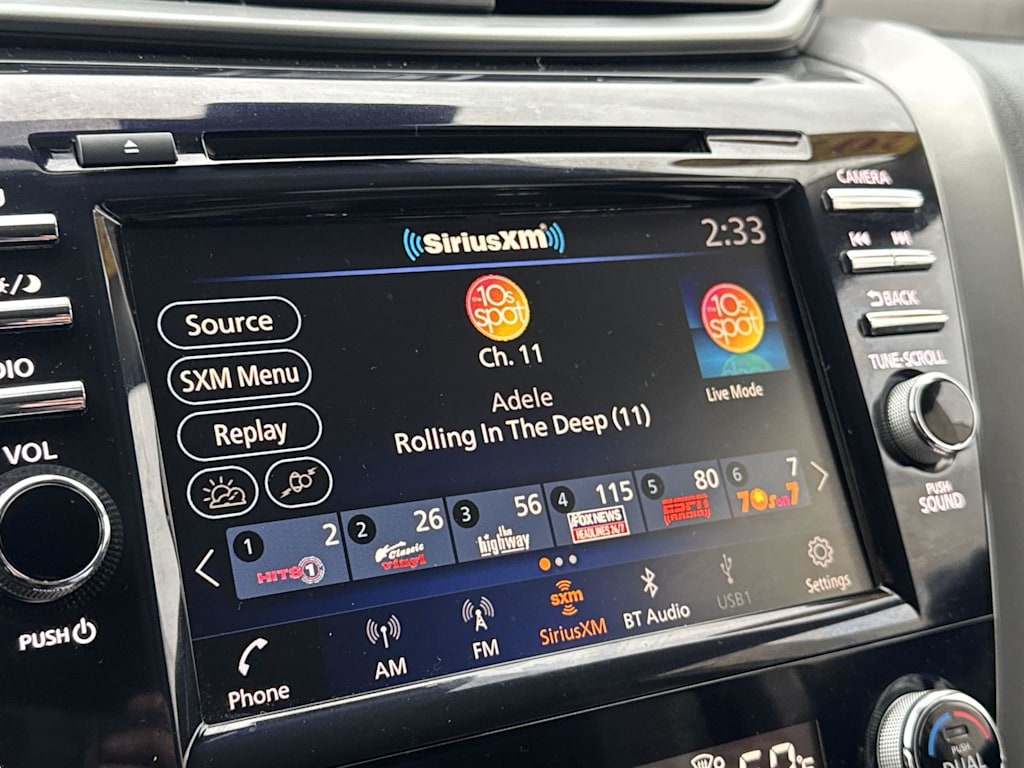 CAMERA
SiriusXM
2:33
BACK
TUNE·SCROLL
VOL
PUSH
PUSH
SOUND
Source
SXM Menu
Replay
the
10s
spot
Ch. 11
Adele
Rolling In The Deep (11)
the
10s
spot
Live Mode
1 2
HITS 1
2 26
Classic
vinyl
3 56
the
highway
4 115
FOX NEWS
HEADLINES 24/7
5 80
ESPN
RADIO
6 7
70s on 7
Phone
AM
FM
sxm
SiriusXM
BT Audio
USB1
Settings
PUSH
DUAL